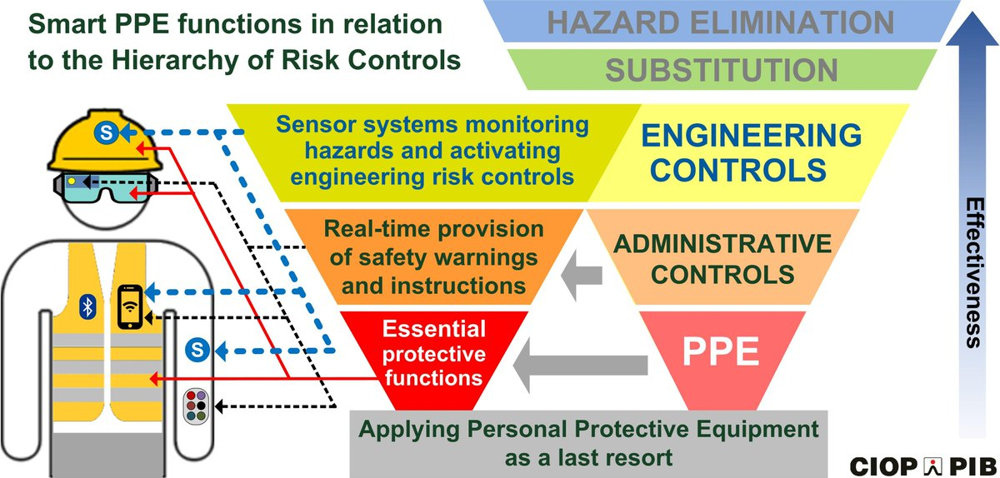 Smart PPE functions in relation
to the Hierarchy of Risk Controls
HAZARD ELIMINATION
SUBSTITUTION
Sensor systems monitoring
hazards and activating
engineering risk controls
ENGINEERING
CONTROLS
Real-time provision
of safety warnings
and instructions
ADMINISTRATIVE
CONTROLS
Essential
protective
functions
PPE
Applying Personal Protective Equipment
as a last resort
Effectiveness
S
S
CIOP PIB